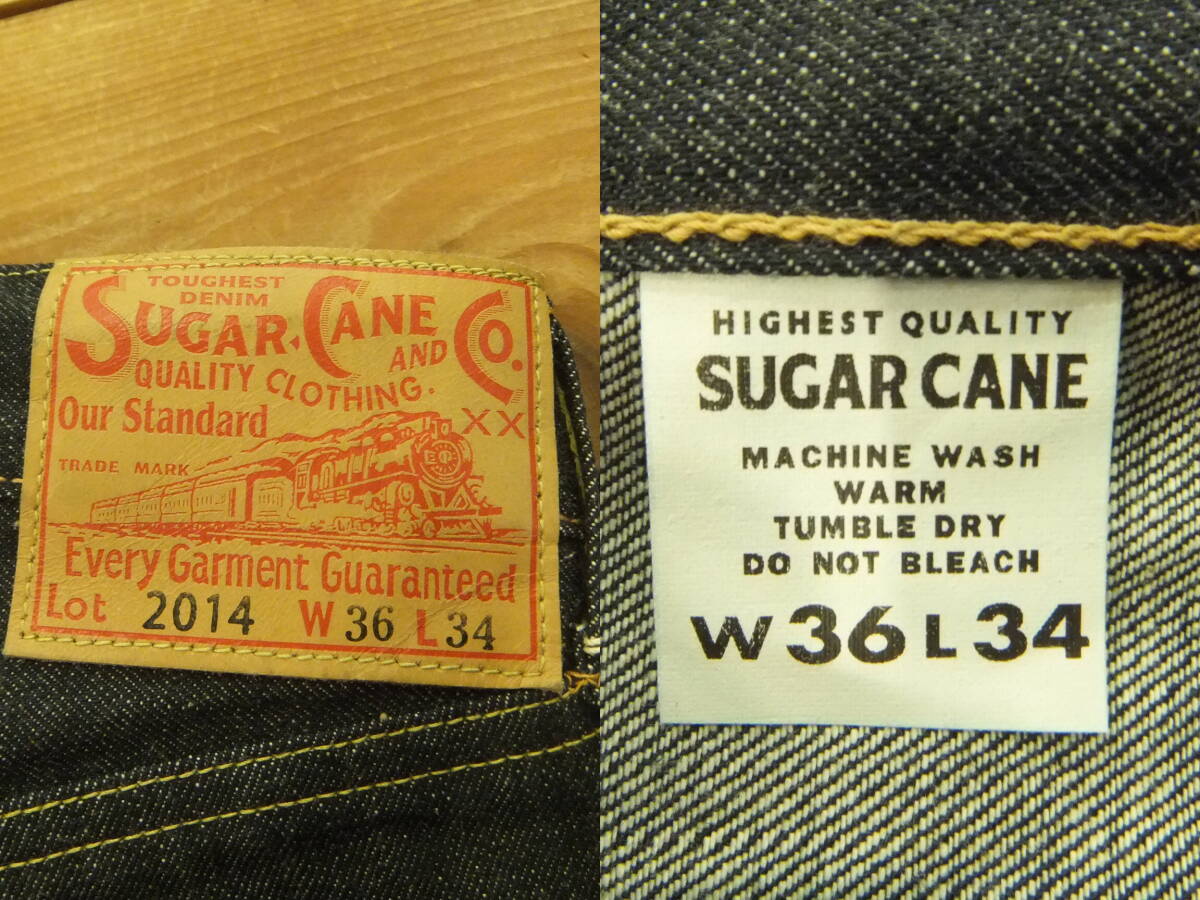 TOUGHEST
DENIM
SUGAR CANE CO.
AND
QUALITY CLOTHING.
Our Standard XX
TRADE MARK
Every Garment Guaranteed
Lot 2014 W 36 L 34
HIGHEST QUALITY
SUGAR CANE
MACHINE WASH
WARM
TUMBLE DRY
DO NOT BLEACH
W 36 L 34